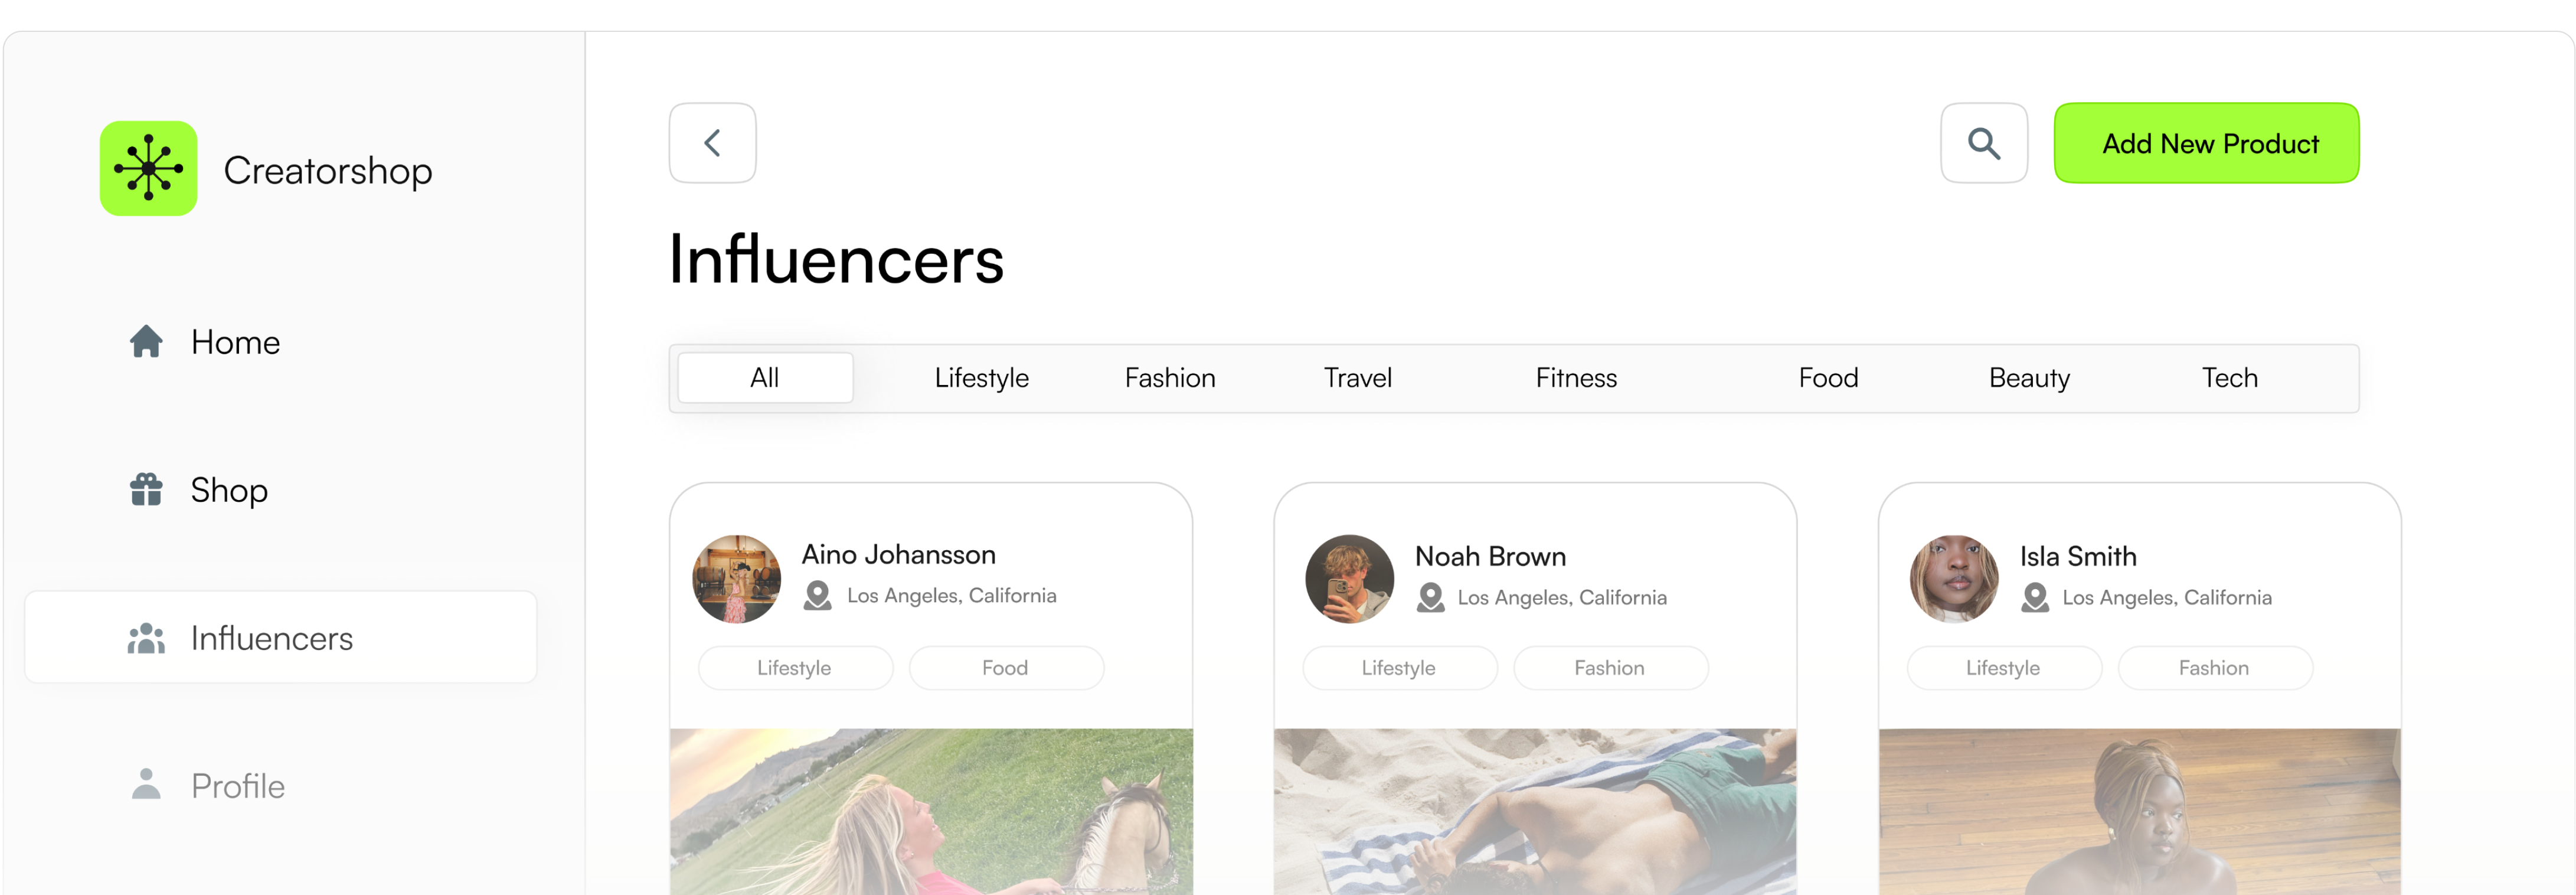 Creatorshop
Home
Shop
Influencers
Profile
Add New Product
Influencers
All Lifestyle Fashion Travel Fitness Food Beauty Tech
Aino Johansson
Los Angeles, California
Lifestyle Food
Noah Brown
Los Angeles, California
Lifestyle Fashion
Isla Smith
Los Angeles, California
Lifestyle Fashion